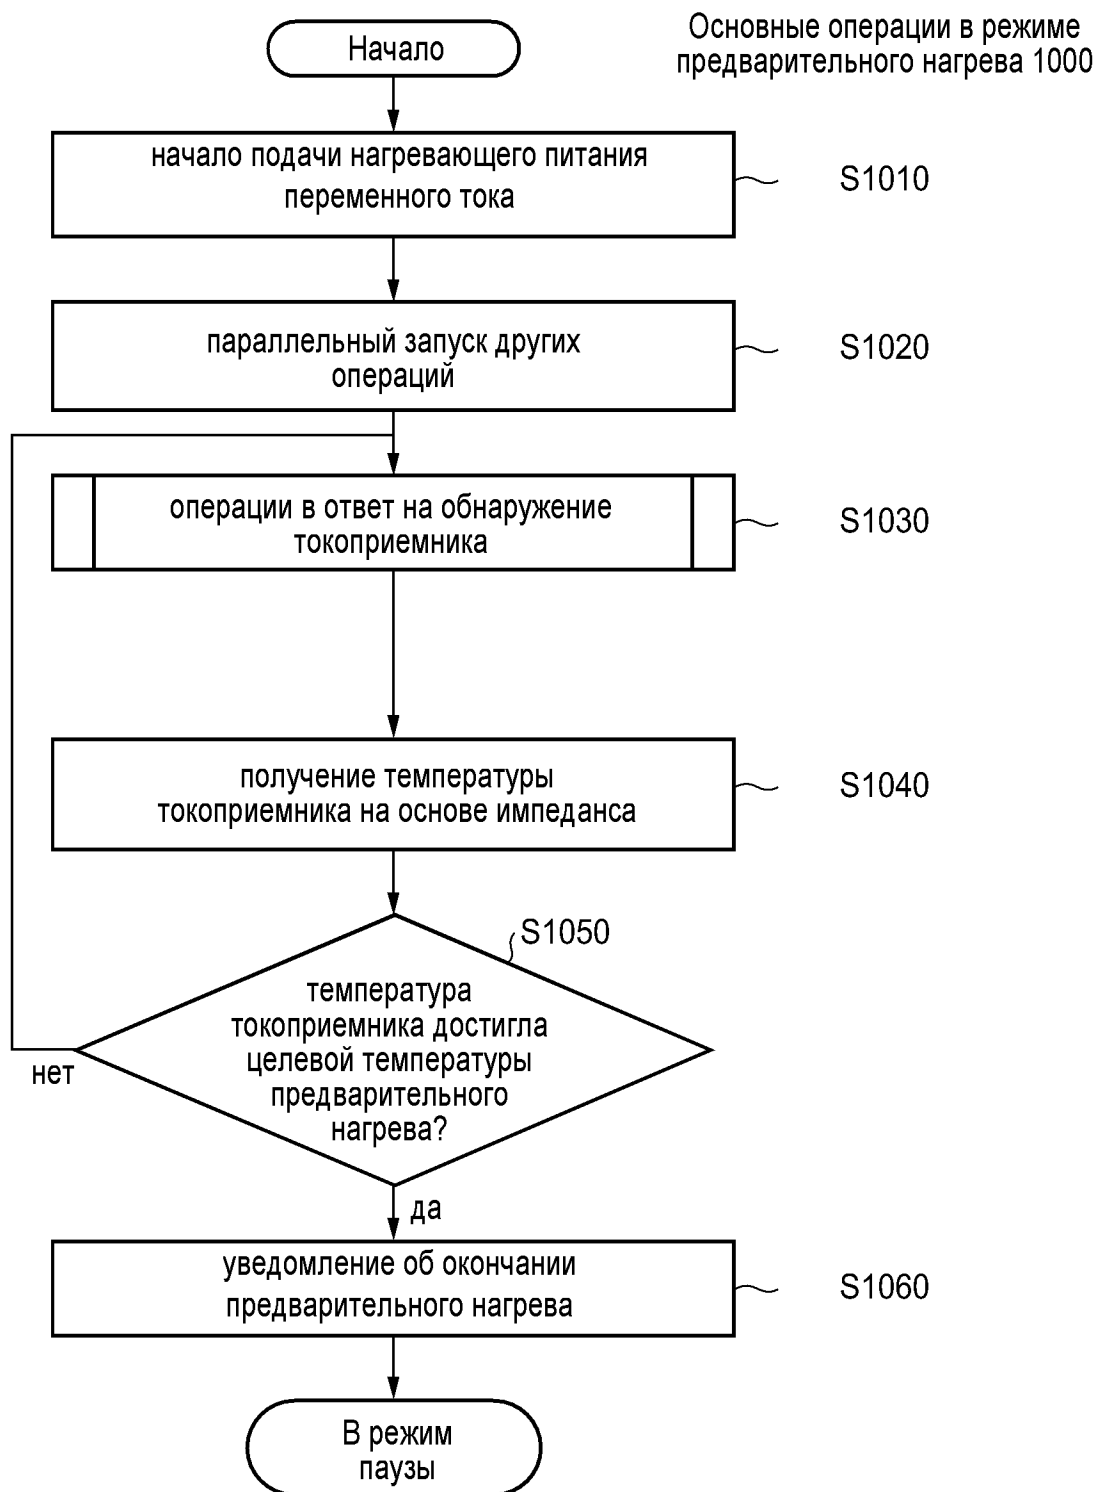 Основные операции в режиме
предварительного нагрева 1000
Начало
начало подачи нагревающего питания
переменного тока
S1010
параллельный запуск других
операций
S1020
операции в ответ на обнаружение
токоприемника
S1030
получение температуры
токоприемника на основе импеданса
S1040
S1050
температура
токоприемника достигла
целевой температуры
предварительного
нагрева?
нет
да
уведомление об окончании
предварительного нагрева
S1060
В режим
паузы